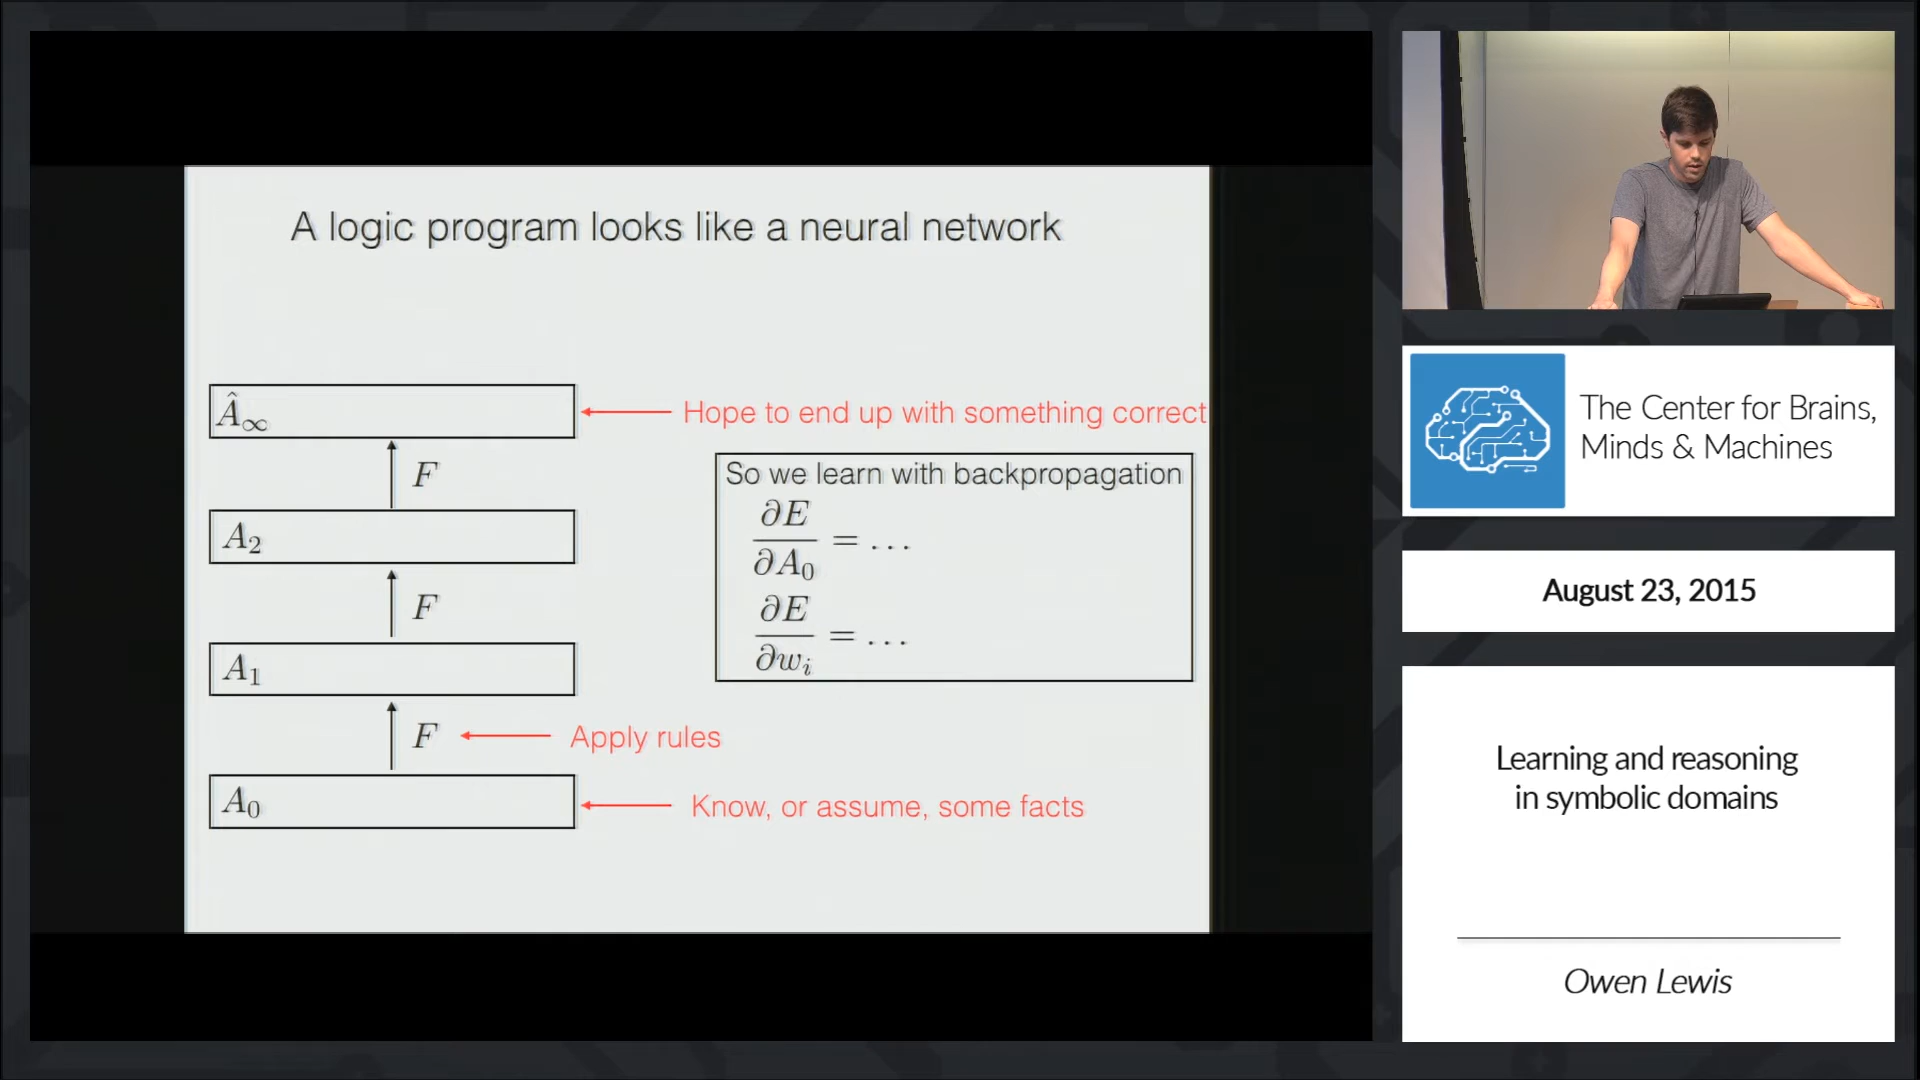 A logic program looks like a neural network
Â∞
Hope to end up with something correct
F
So we learn with backpropagation
∂E/∂A₀ = ...
∂E/∂wᵢ = ...
A₂
F
A₁
F
Apply rules
A₀
Know, or assume, some facts
The Center for Brains,
Minds & Machines
August 23, 2015
Learning and reasoning
in symbolic domains
Owen Lewis